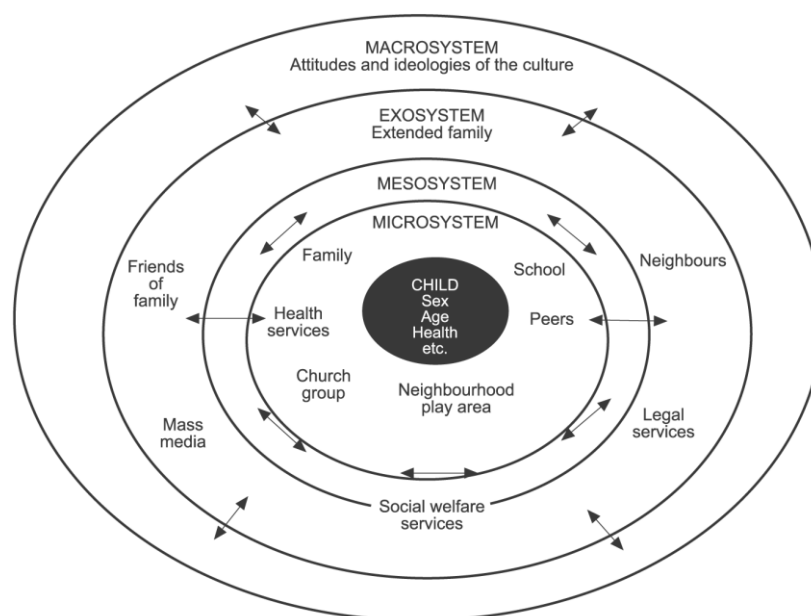 MACROSYSTEM
Attitudes and ideologies of the culture
EXOSYSTEM
Extended family
MESOSYSTEM
MICROSYSTEM
Family
School
Neighbours
Friends
of
family
CHILD
Sex
Age
Health
etc.
Health
services
Peers
Church
group
Neighbourhood
play area
Mass
media
Legal
services
Social welfare
services